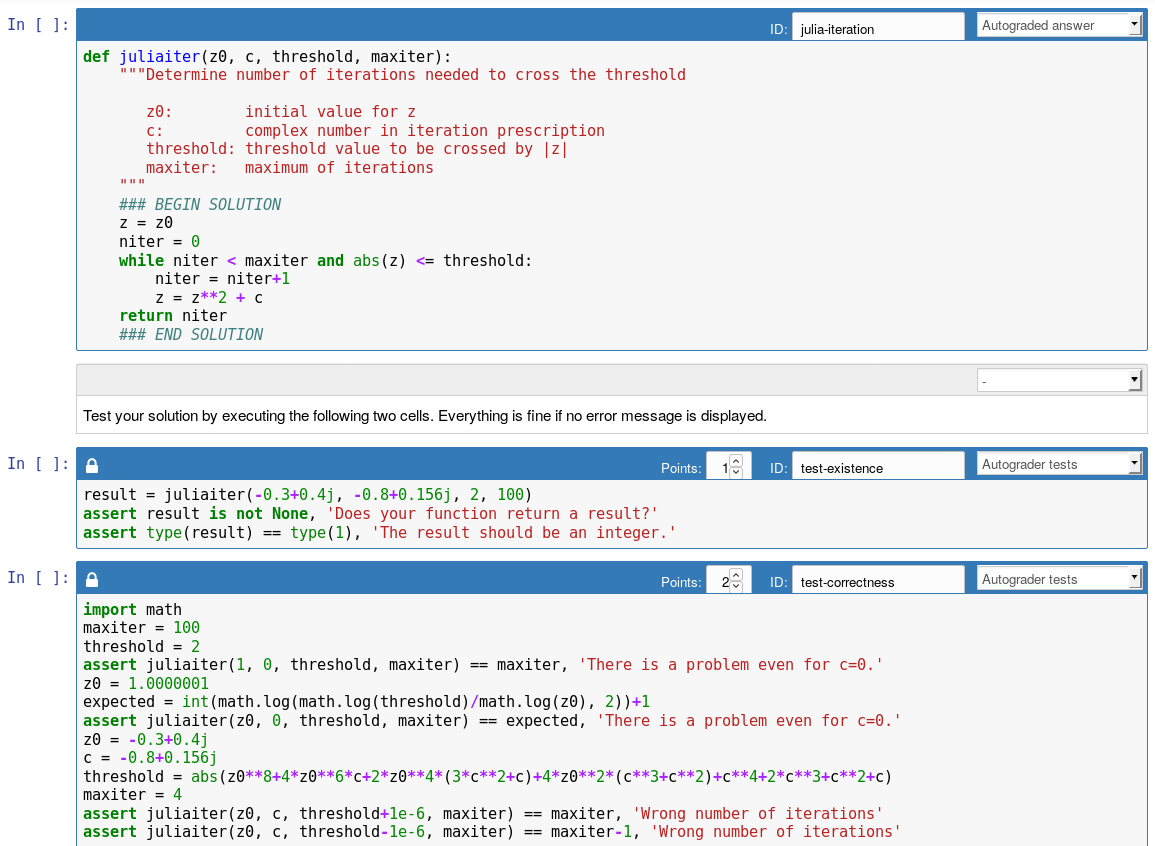 In [ ]: ID: julia-iteration Autograded answer
def juliaiter(z0, c, threshold, maxiter):
    """Determine number of iterations needed to cross the threshold

       z0:        initial value for z
       c:         complex number in iteration prescription
       threshold: threshold value to be crossed by |z|
       maxiter:   maximum of iterations
    """
    ### BEGIN SOLUTION
    z = z0
    niter = 0
    while niter < maxiter and abs(z) <= threshold:
        niter = niter+1
        z = z**2 + c
    return niter
    ### END SOLUTION
-
Test your solution by executing the following two cells. Everything is fine if no error message is displayed.
In [ ]: Points: 1 ID: test-existence Autograder tests
result = juliaiter(-0.3+0.4j, -0.8+0.156j, 2, 100)
assert result is not None, 'Does your function return a result?'
assert type(result) == type(1), 'The result should be an integer.'
In [ ]: Points: 2 ID: test-correctness Autograder tests
import math
maxiter = 100
threshold = 2
assert juliaiter(1, 0, threshold, maxiter) == maxiter, 'There is a problem even for c=0.'
z0 = 1.0000001
expected = int(math.log(math.log(threshold)/math.log(z0), 2))+1
assert juliaiter(z0, 0, threshold, maxiter) == expected, 'There is a problem even for c=0.'
z0 = -0.3+0.4j
c = -0.8+0.156j
threshold = abs(z0**8+4*z0**6*c+2*z0**4*(3*c**2+c)+4*z0**2*(c**3+c**2)+c**4+2*c**3+c**2+c)
maxiter = 4
assert juliaiter(z0, c, threshold+1e-6, maxiter) == maxiter, 'Wrong number of iterations'
assert juliaiter(z0, c, threshold-1e-6, maxiter) == maxiter-1, 'Wrong number of iterations'